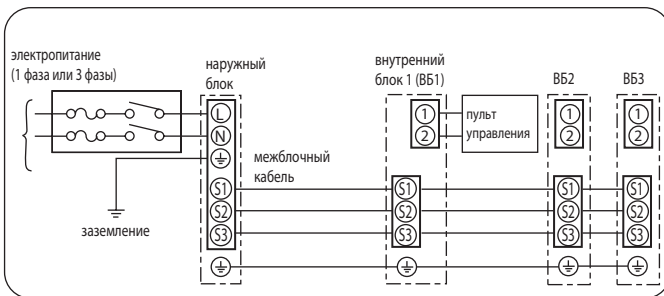 электропитание
(1 фаза или 3 фазы)
наружный
блок
внутренний
блок 1 (ВБ1)
ВБ2
ВБ3
L
N
1
2
пульт
управления
1
2
1
2
межблочный
кабель
S1
S2
S3
S1
S2
S3
S1
S2
S3
S1
S2
S3
заземление